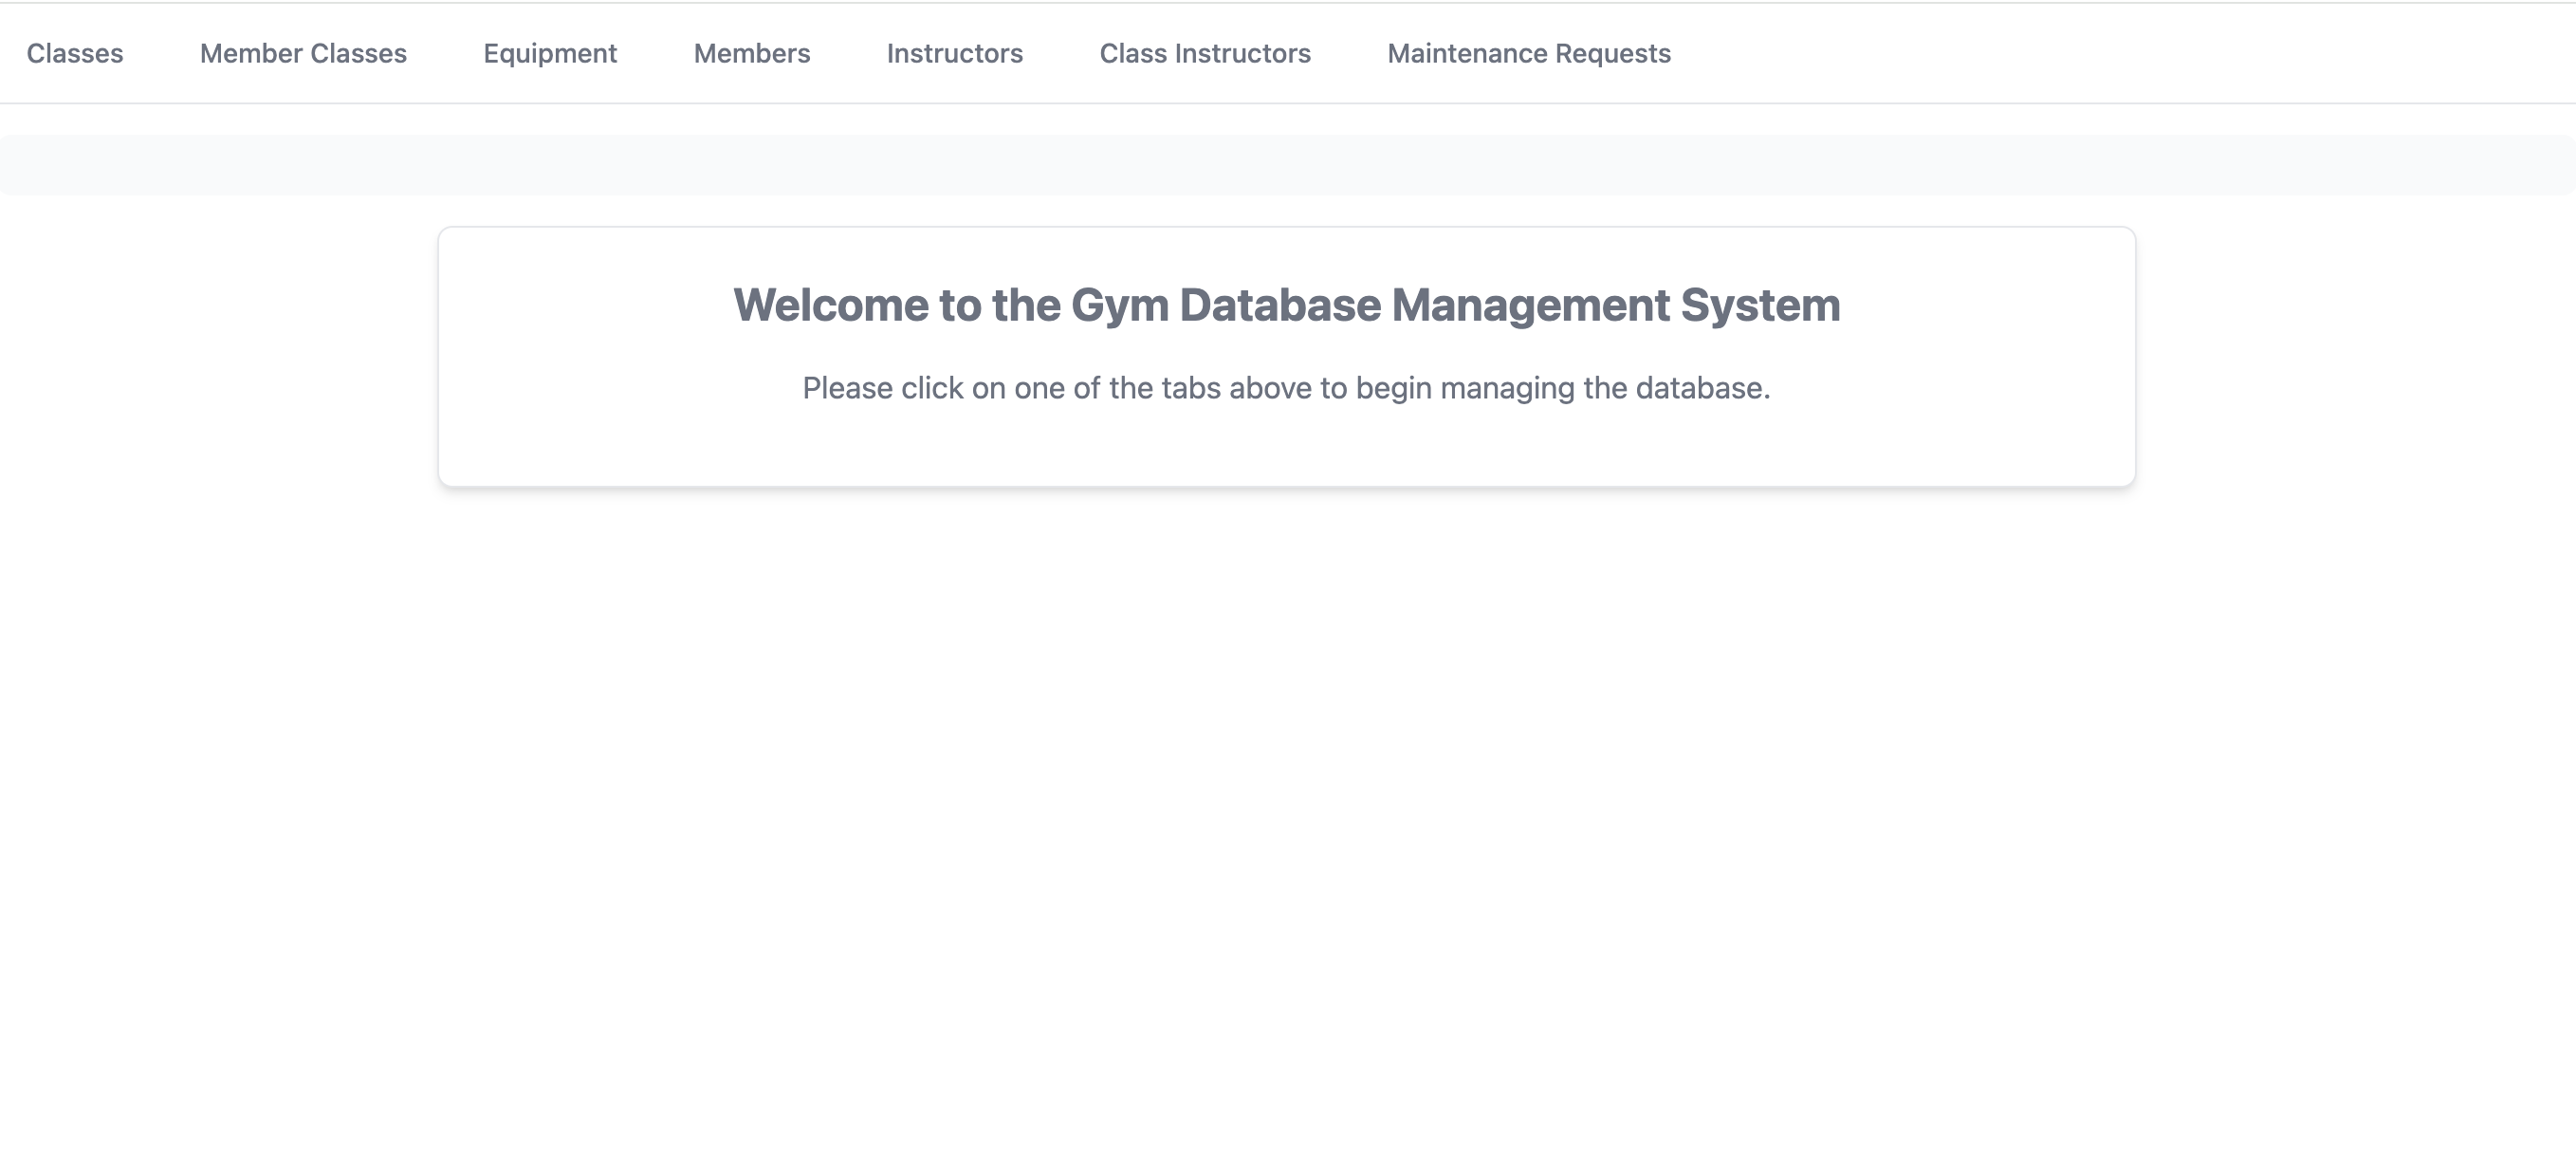 Classes Member Classes Equipment Members Instructors Class Instructors Maintenance Requests
Welcome to the Gym Database Management System
Please click on one of the tabs above to begin managing the database.